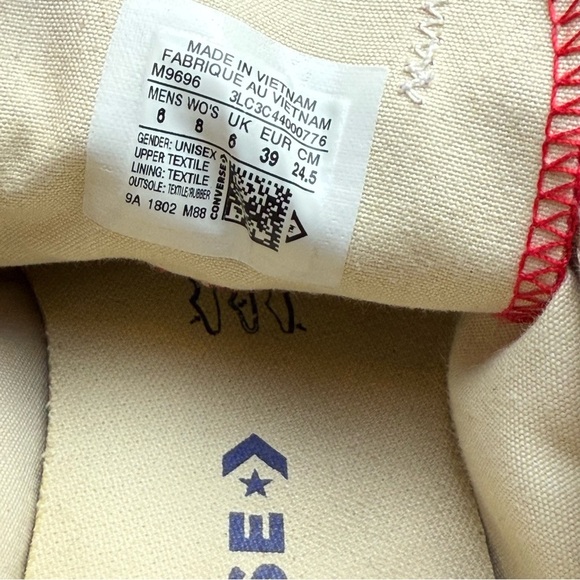 MADE IN VIETNAM
FABRIQUE AU VIETNAM
M9696 3LC3C44000776
MENS WO'S UK EUR CM
6 8 6 39 24.5
GENDER: UNISEX
UPPER TEXTILE
LINING: TEXTILE
OUTSOLE: TEXTILE/RUBBER
9A 1802 M88
CONVERSE
SE